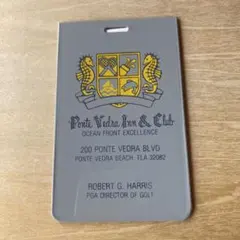 Ponte Vedra Inn & Club
OCEAN FRONT EXCELLENCE
200 PONTE VEDRA BLVD
PONTE VEDRA BEACH FLA 32082
ROBERT G. HARRIS
PGA DIRECTOR OF GOLF